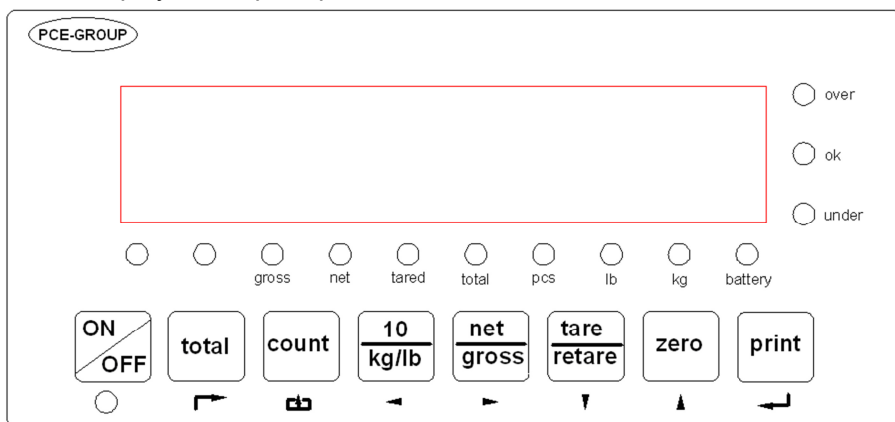 PCE-GROUP
over
ok
under
gross net tared total pcs lb kg battery
ON OFF
total
count
10 kg/lb
net gross
tare retare
zero
print